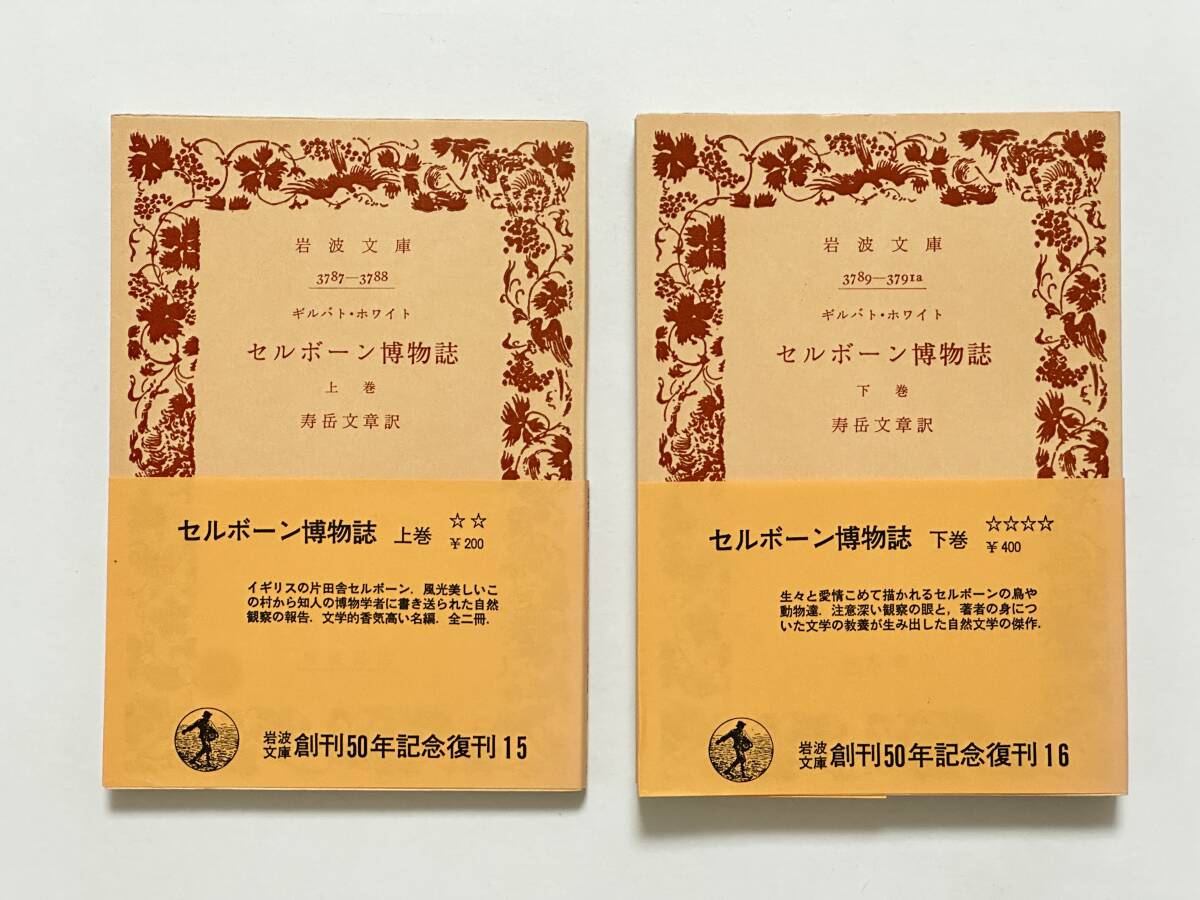 岩波文庫
3787—3788
ギルバト・ホワイト
セルボーン博物誌
上巻
寿岳文章訳
セルボーン博物誌 上巻 ☆☆
¥200
イギリスの片田舎セルボーン．風光美しいこ
の村から知人の博物学者に書き送られた自然
観察の報告．文学的香気高い名編．全二冊．
岩波文庫 創刊50年記念復刊15
岩波文庫
3789—3791a
ギルバト・ホワイト
セルボーン博物誌
下巻
寿岳文章訳
セルボーン博物誌 下巻 ☆☆☆☆
¥400
生々と愛情こめて描かれるセルボーンの鳥や
動物達．注意深い観察の眼と，著者の身につ
いた文学の教養が生み出した自然文学の傑作．
岩波文庫 創刊50年記念復刊16